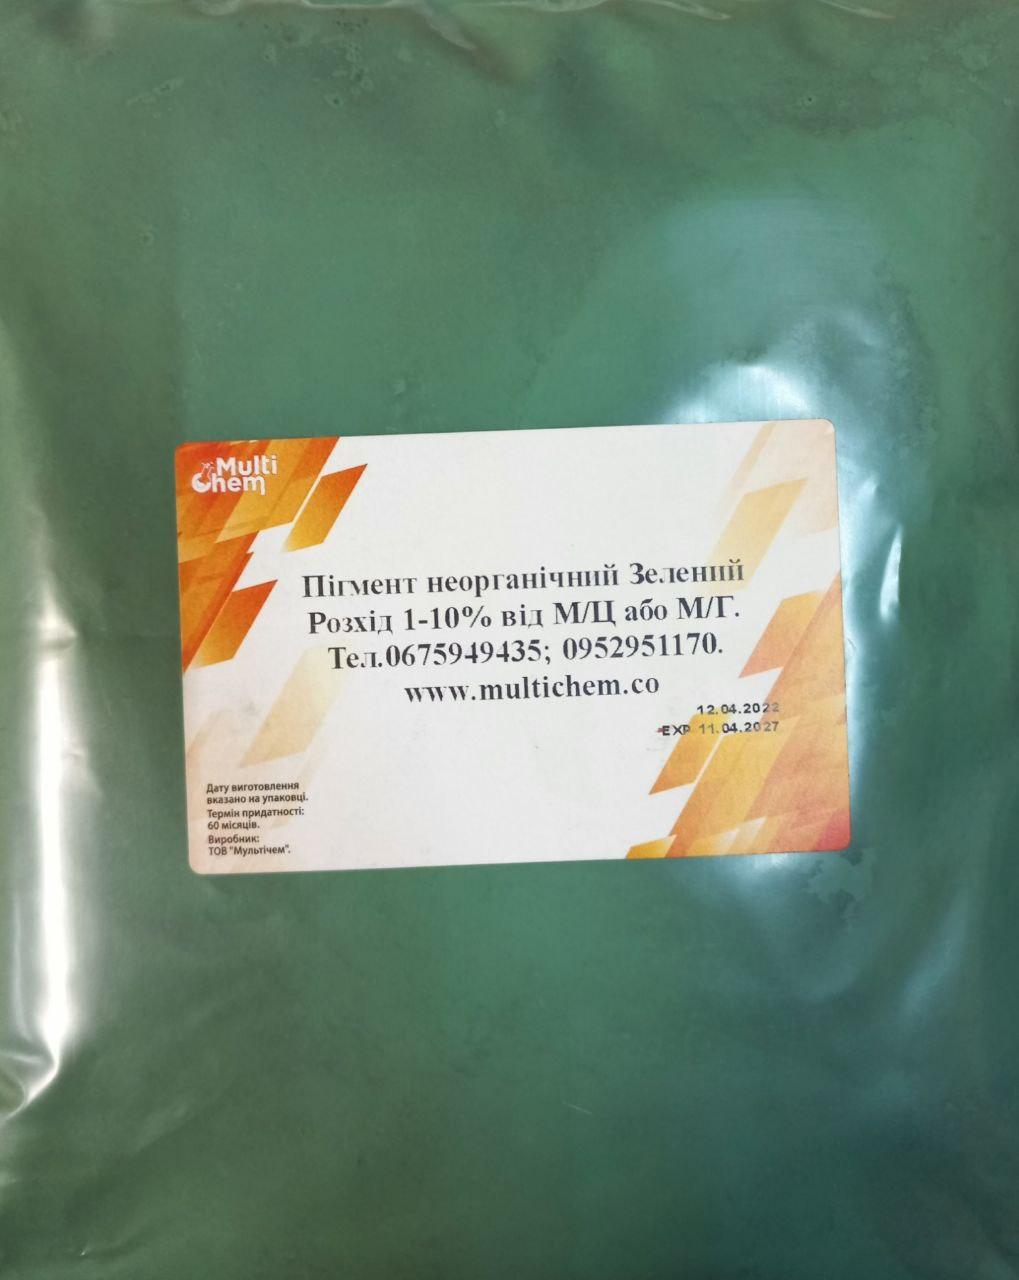 Multi
Chem
Пігмент неорганічний Зелений
Розхід 1-10% від М/Ц або М/Г.
Тел.0675949435; 0952951170.
www.multichem.co
12.04.2022
EXP 11.04.2027
Дату виготовлення
вказано на упаковці.
Термін придатності:
60 місяців.
Виробник:
ТОВ "Мультічем".